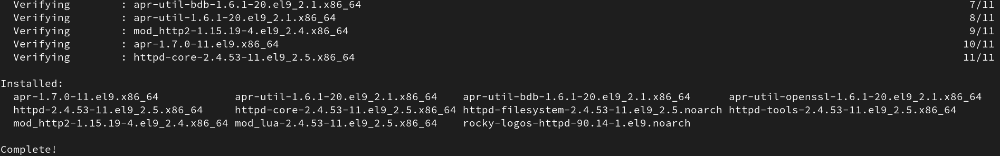 Verifying : apr-util-bdb-1.6.1-20.el9_2.1.x86_64 7/11
Verifying : apr-util-1.6.1-20.el9_2.1.x86_64 8/11
Verifying : mod_http2-1.15.19-4.el9_2.4.x86_64 9/11
Verifying : apr-1.7.0-11.el9.x86_64 10/11
Verifying : httpd-core-2.4.53-11.el9_2.5.x86_64 11/11
Installed:
apr-1.7.0-11.el9.x86_64 apr-util-1.6.1-20.el9_2.1.x86_64 apr-util-bdb-1.6.1-20.el9_2.1.x86_64 apr-util-openssl-1.6.1-20.el9_2.1.x86_64
httpd-2.4.53-11.el9_2.5.x86_64 httpd-core-2.4.53-11.el9_2.5.x86_64 httpd-filesystem-2.4.53-11.el9_2.5.noarch httpd-tools-2.4.53-11.el9_2.5.x86_64
mod_http2-1.15.19-4.el9_2.4.x86_64 mod_lua-2.4.53-11.el9_2.5.x86_64 rocky-logos-httpd-90.14-1.el9.noarch
Complete!